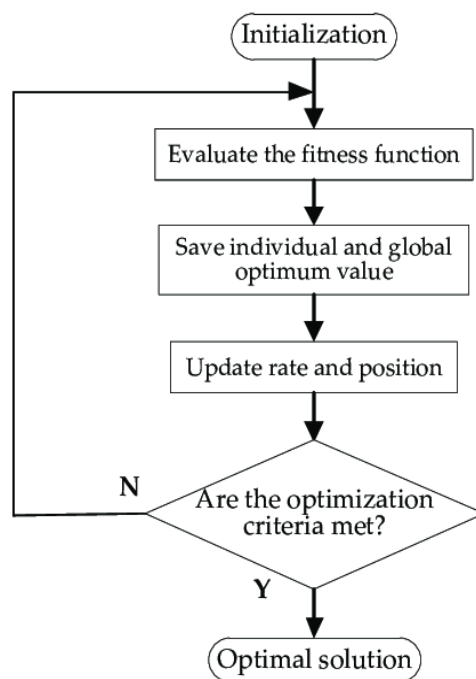 Initialization
Evaluate the fitness function
Save individual and global
optimum value
Update rate and position
N
Are the optimization
criteria met?
Y
Optimal solution